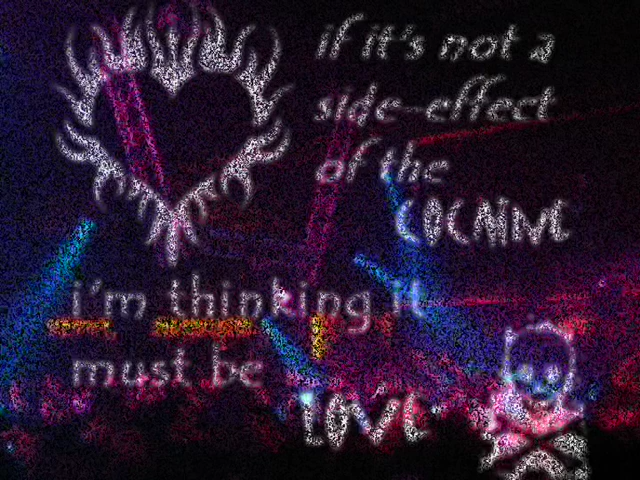 if it's not a
side-effect
of the
COCAINE
i'm thinking it
must be
LOVE